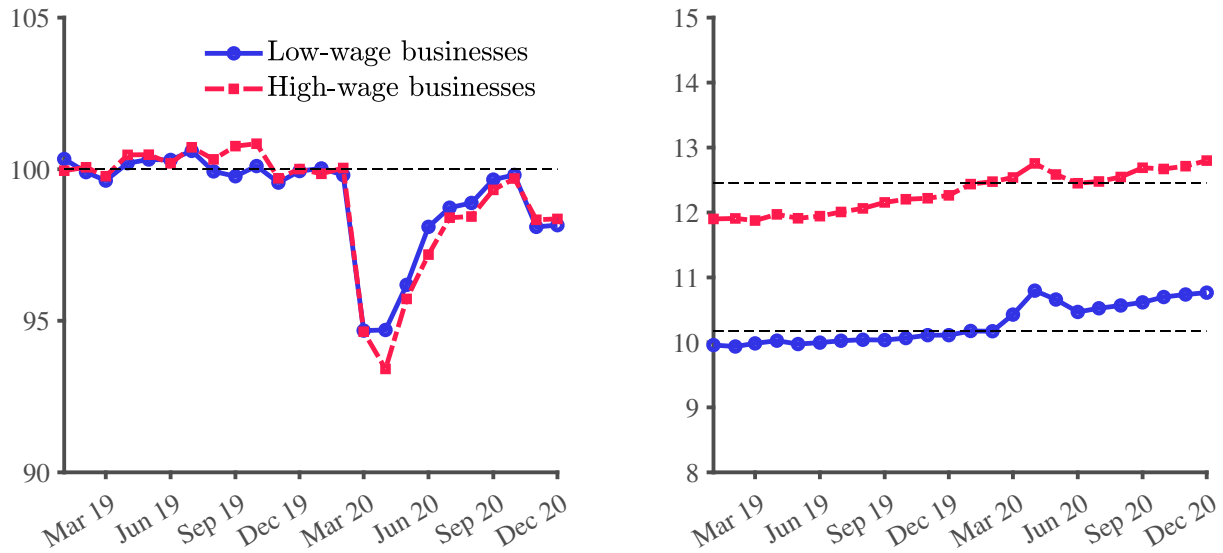 105
100
95
90
Low-wage businesses
High-wage businesses
Mar 19
Jun 19
Sep 19
Dec 19
Mar 20
Jun 20
Sep 20
Dec 20
15
14
13
12
11
10
9
8
Mar 19
Jun 19
Sep 19
Dec 19
Mar 20
Jun 20
Sep 20
Dec 20